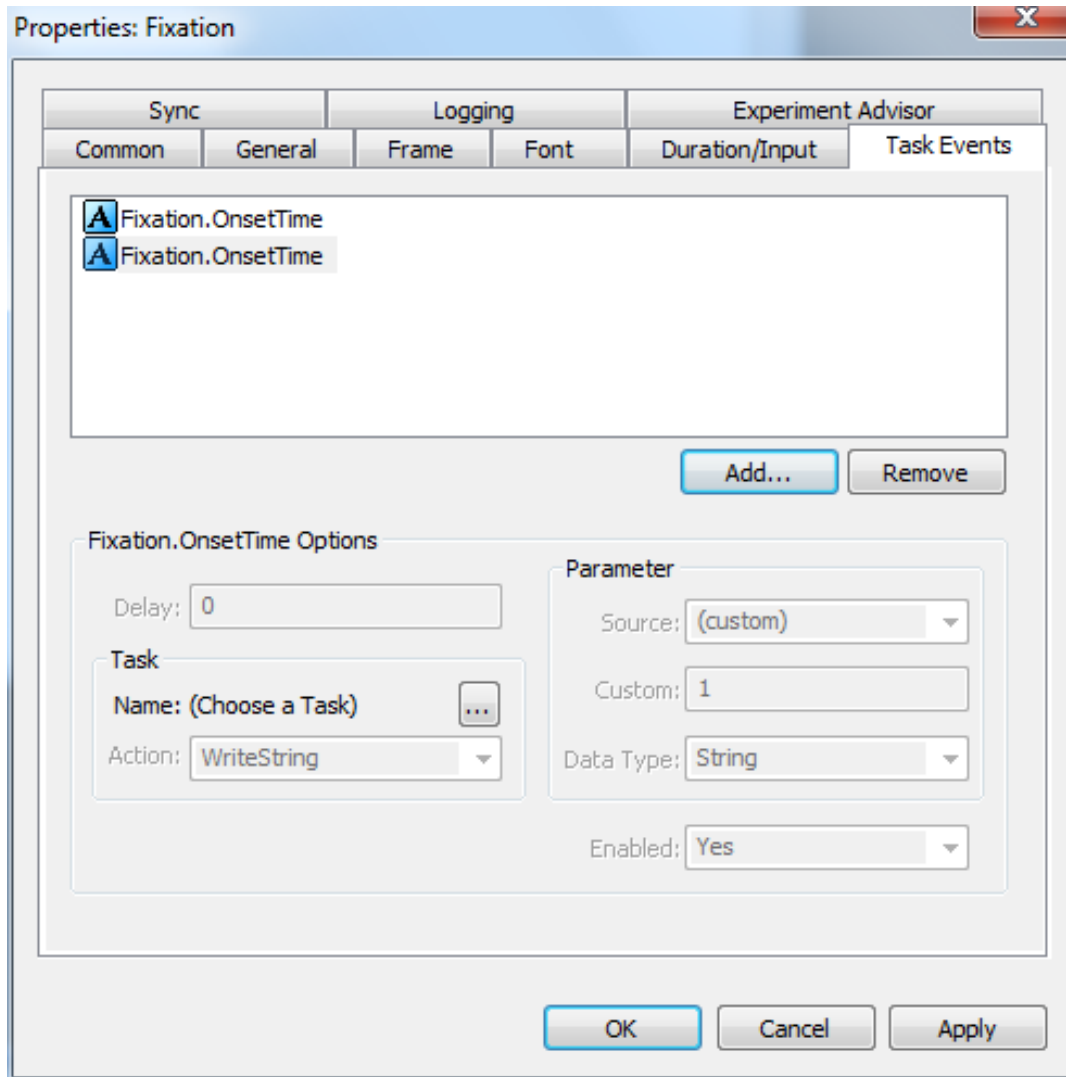 Properties: Fixation
X
Sync Logging Experiment Advisor
Common General Frame Font Duration/Input Task Events
A Fixation.OnsetTime
A Fixation.OnsetTime
Add... Remove
Fixation.OnsetTime Options
Delay: 0
Task
Name: (Choose a Task) ...
Action: WriteString
Parameter
Source: (custom)
Custom: 1
Data Type: String
Enabled: Yes
OK Cancel Apply